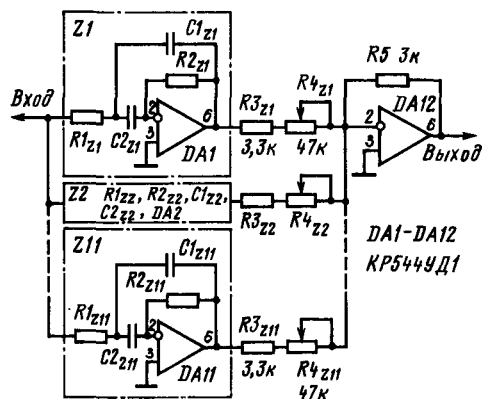 Z1
C1z1
R2z1
R5 3к
Вход
R1z1
C2z1
2
3
6
DA1
R3z1
3,3к
R4z1
47к
DA12
2
3
6
Выход
Z2
R1z2, R2z2, C1z2,
C2z2, DA2
R3z2
R4z2
DA1-DA12
КР544УД1
Z11
C1z11
R2z11
R1z11
C2z11
2
3
6
DA11
R3z11
3,3к
R4z11
47к